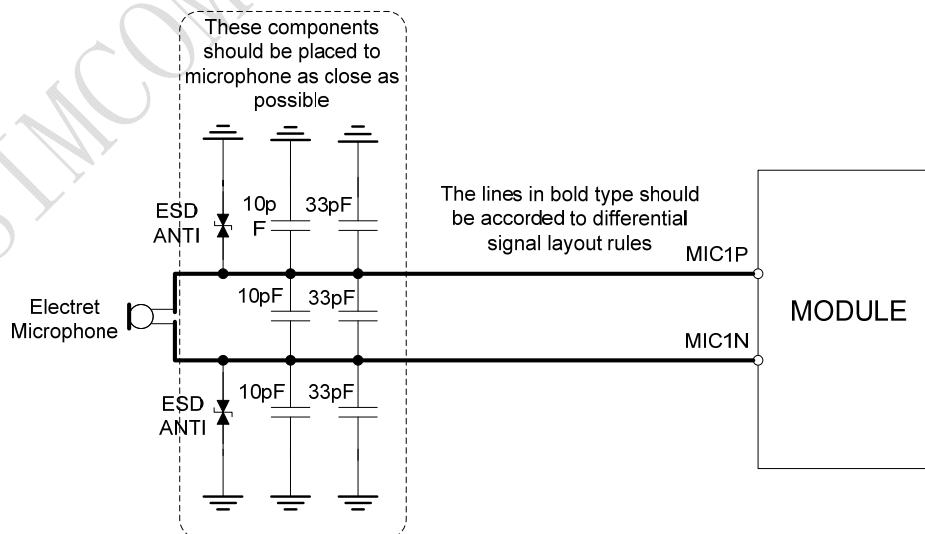 These components
should be placed to
microphone as close as
possible
SIMCOM
ESD
ANTI
10p
F
33pF
The lines in bold type should
be accorded to differential
signal layout rules
MIC1P
10pF
33pF
Electret
Microphone
MODULE
MIC1N
ESD
ANTI
10pF
33pF